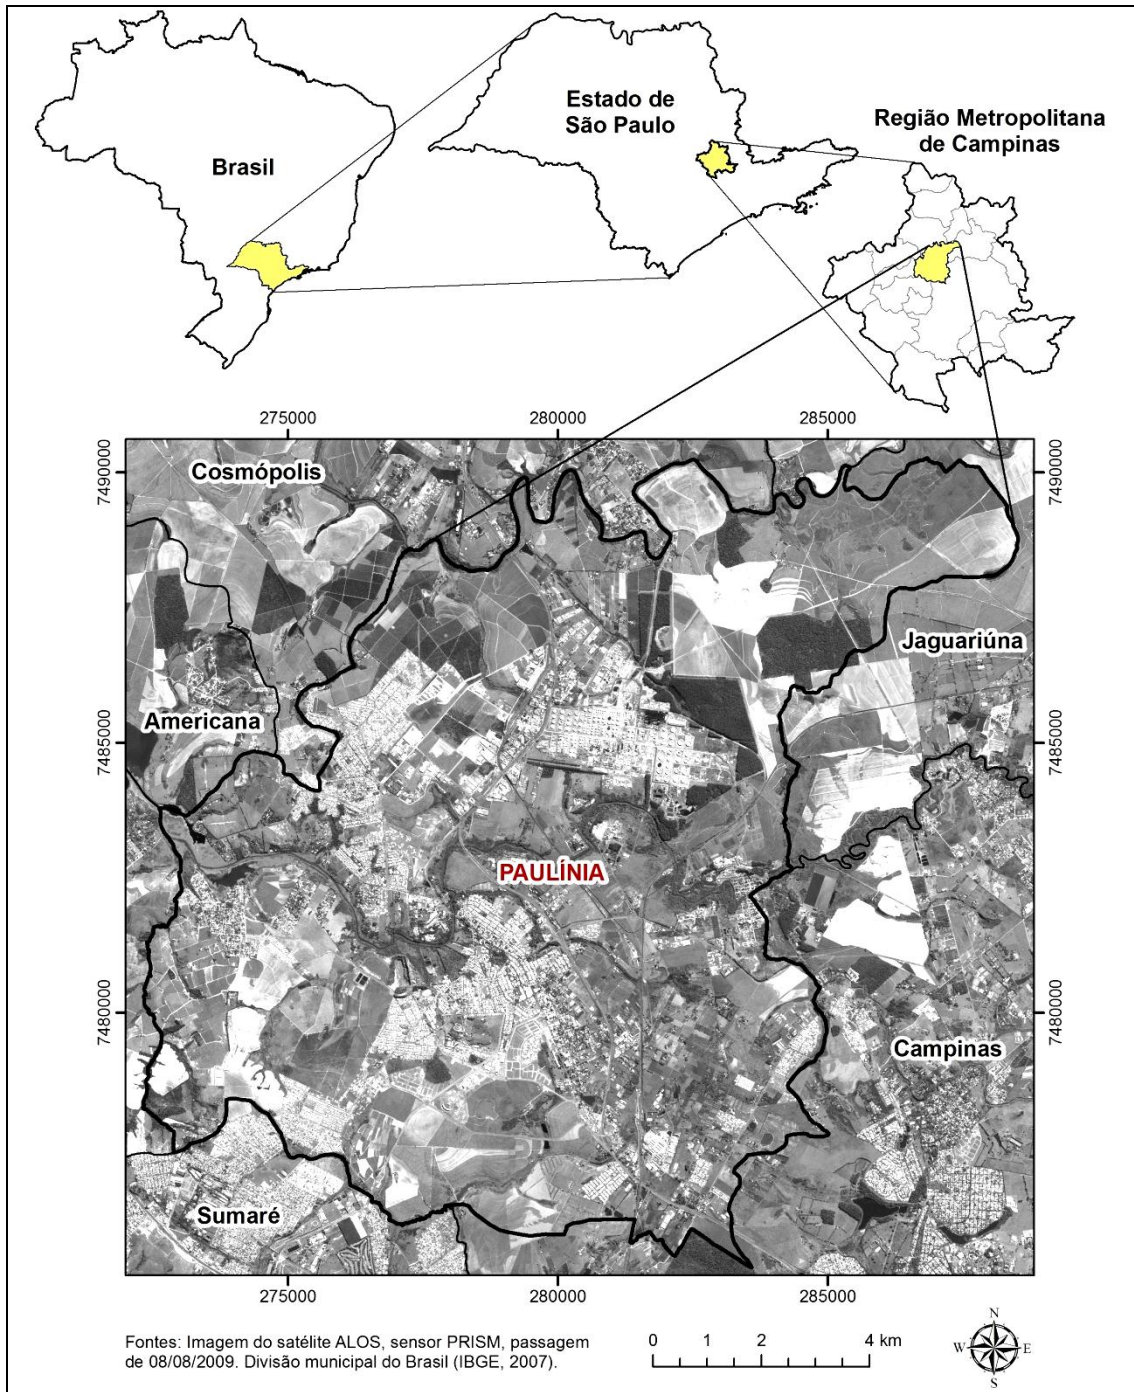 Brasil
Estado de
São Paulo
Região Metropolitana
de Campinas
275000
280000
285000
7490000
7490000
Cosmópolis
Jaguariúna
Americana
7485000
7485000
PAULÍNIA
7480000
7480000
Campinas
Sumaré
275000
280000
285000
Fontes: Imagem do satélite ALOS, sensor PRISM, passagem
de 08/08/2009. Divisão municipal do Brasil (IBGE, 2007).
0 1 2 4 km
N
W E
S